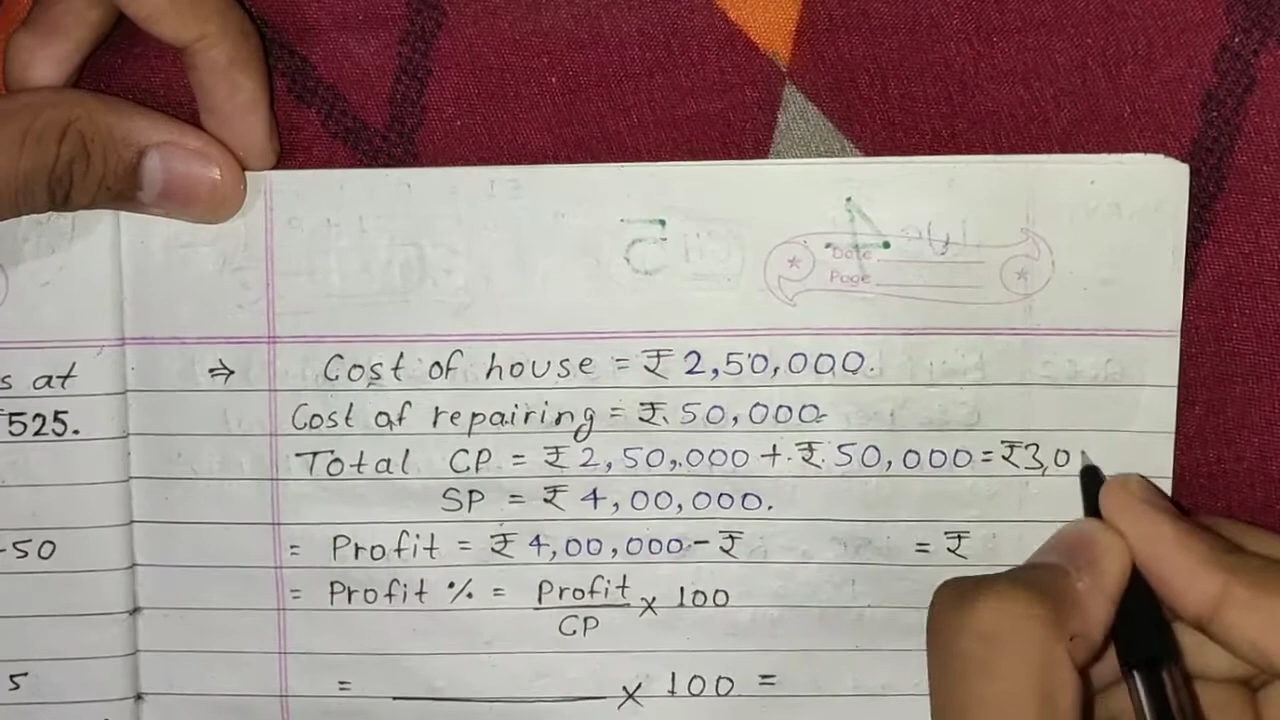 5
Date
Page
s at
525.
-50
5
⇒ Cost of house = ₹ 2,50,000.
Cost of repairing = ₹. 50,000.
Total CP = ₹ 2,50,000 + ₹. 50,000 = ₹3,0
SP = ₹ 4,00,000.
= Profit = ₹ 4,00,000 - ₹ = ₹
= Profit % = Profit/CP × 100
= ——— × 100 =